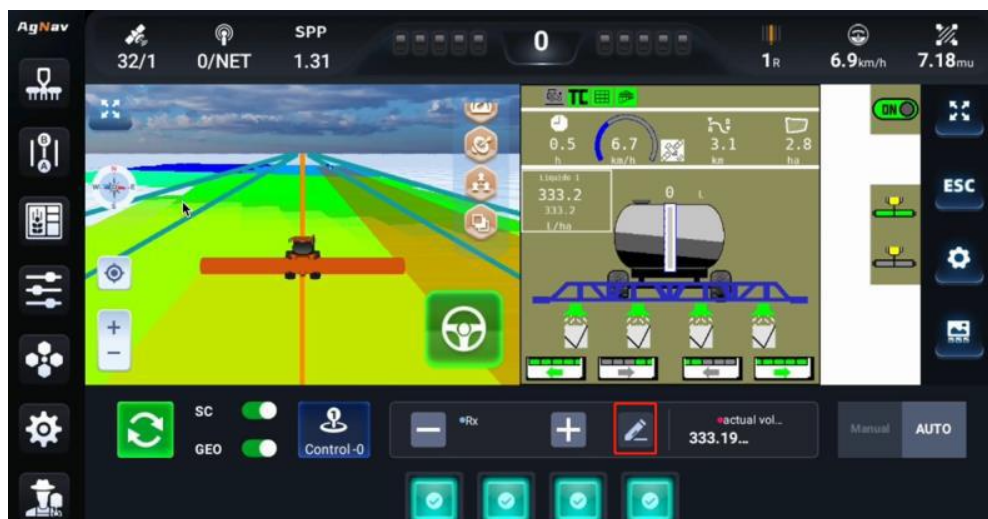 AgNav
32/1
0/NET
SPP
1.31
0
1R
6.9km/h
7.18mu
TC
ON
0.5
h
6.7
km/h
3.1
km
2.8
ha
Liquide 1
333.2
333.2
L/ha
0 L
N
W
E
S
B
A
ESC
+
−
SC
GEO
1
Control-0
−
Rx
+
actual vol...
333.19...
Manual
AUTO